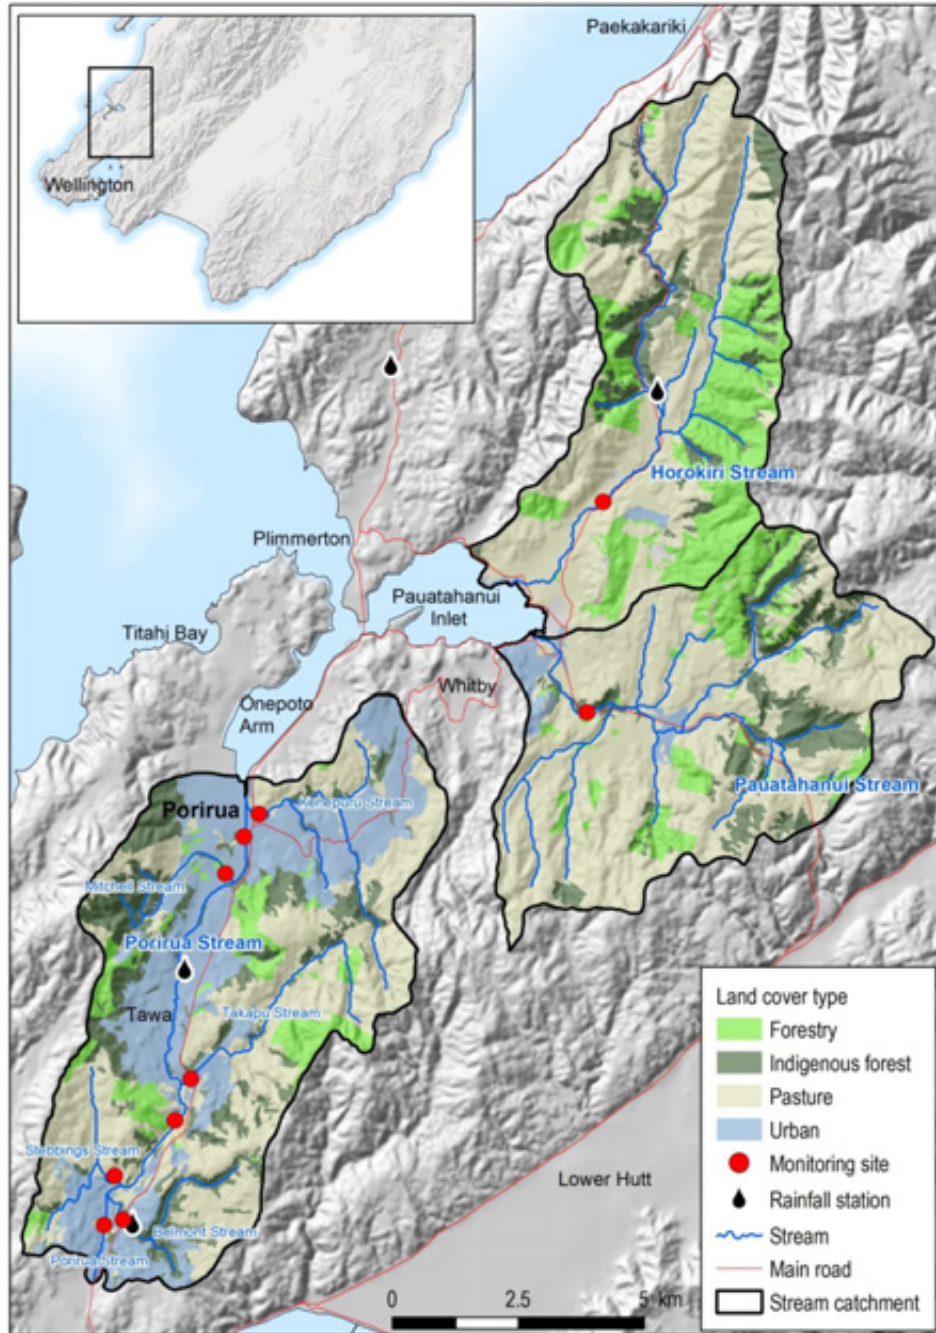 Paekakariki
Wellington
Horokiri Stream
Plimmerton
Pauatahanui
Inlet
Titahi Bay
Whitby
Onepoto
Arm
Pauatahanui Stream
Porirua
Kenepuru Stream
Mitchell Stream
Porirua Stream
Tawa
Takapu Stream
Stebbings Stream
Belmont Stream
Porirua Stream
Lower Hutt
Land cover type
Forestry
Indigenous forest
Pasture
Urban
Monitoring site
Rainfall station
Stream
Main road
Stream catchment
0 2.5 5 km